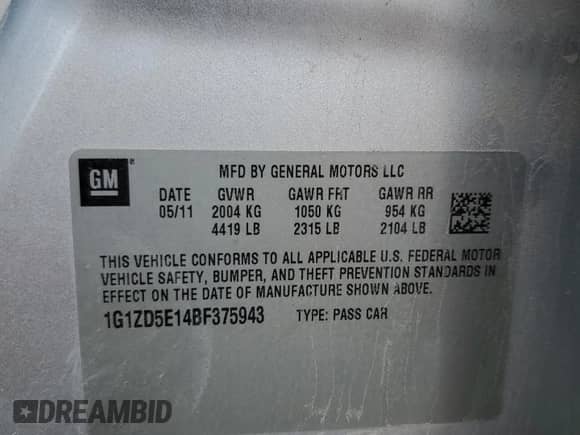 GM
MFD BY GENERAL MOTORS LLC
DATE GVWR GAWR FRT GAWR RR
05/11 2004 KG 1050 KG 954 KG
4419 LB 2315 LB 2104 LB
THIS VEHICLE CONFORMS TO ALL APPLICABLE U.S. FEDERAL MOTOR
VEHICLE SAFETY, BUMPER, AND THEFT PREVENTION STANDARDS IN
EFFECT ON THE DATE OF MANUFACTURE SHOWN ABOVE.
1G1ZD5E14BF375943 TYPE: PASS CAR
DREAMBID